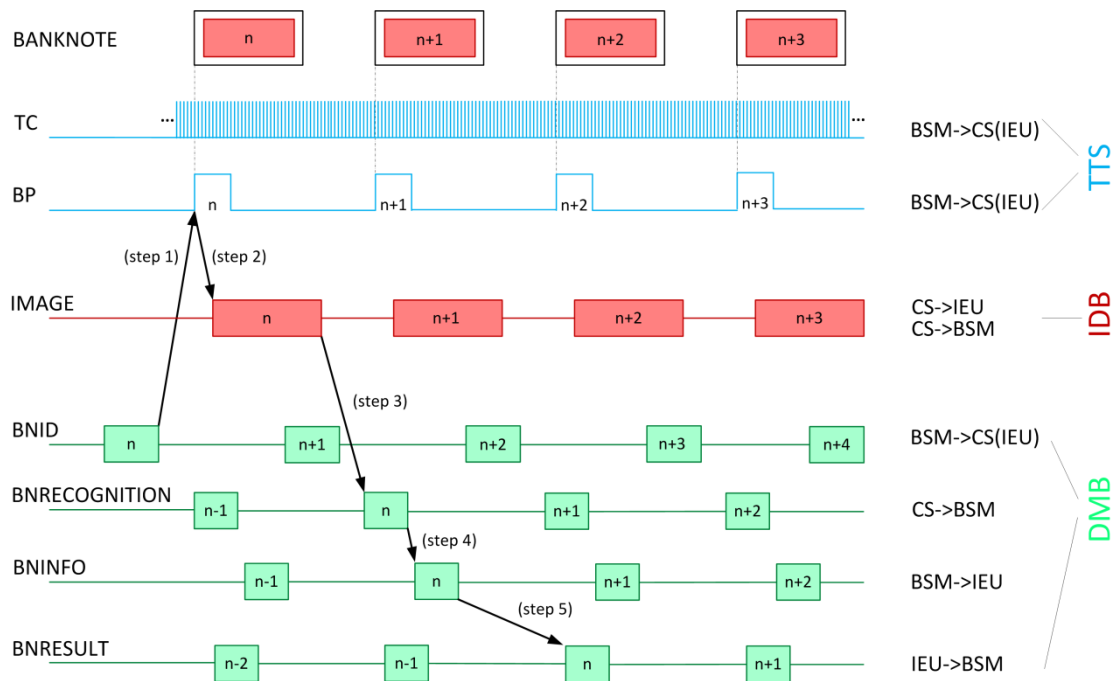 BANKNOTE
n
n+1
n+2
n+3
TC
...
...
BSM->CS(IEU)
BP
n
n+1
n+2
n+3
BSM->CS(IEU)
TTS
(step 1)
(step 2)
IMAGE
n
n+1
n+2
n+3
CS->IEU
CS->BSM
IDB
(step 3)
BNID
n
n+1
n+2
n+3
n+4
BSM->CS(IEU)
BNRECOGNITION
n-1
n
n+1
n+2
CS->BSM
DMB
(step 4)
BNINFO
n-1
n
n+1
n+2
BSM->IEU
(step 5)
BNRESULT
n-2
n-1
n
n+1
IEU->BSM